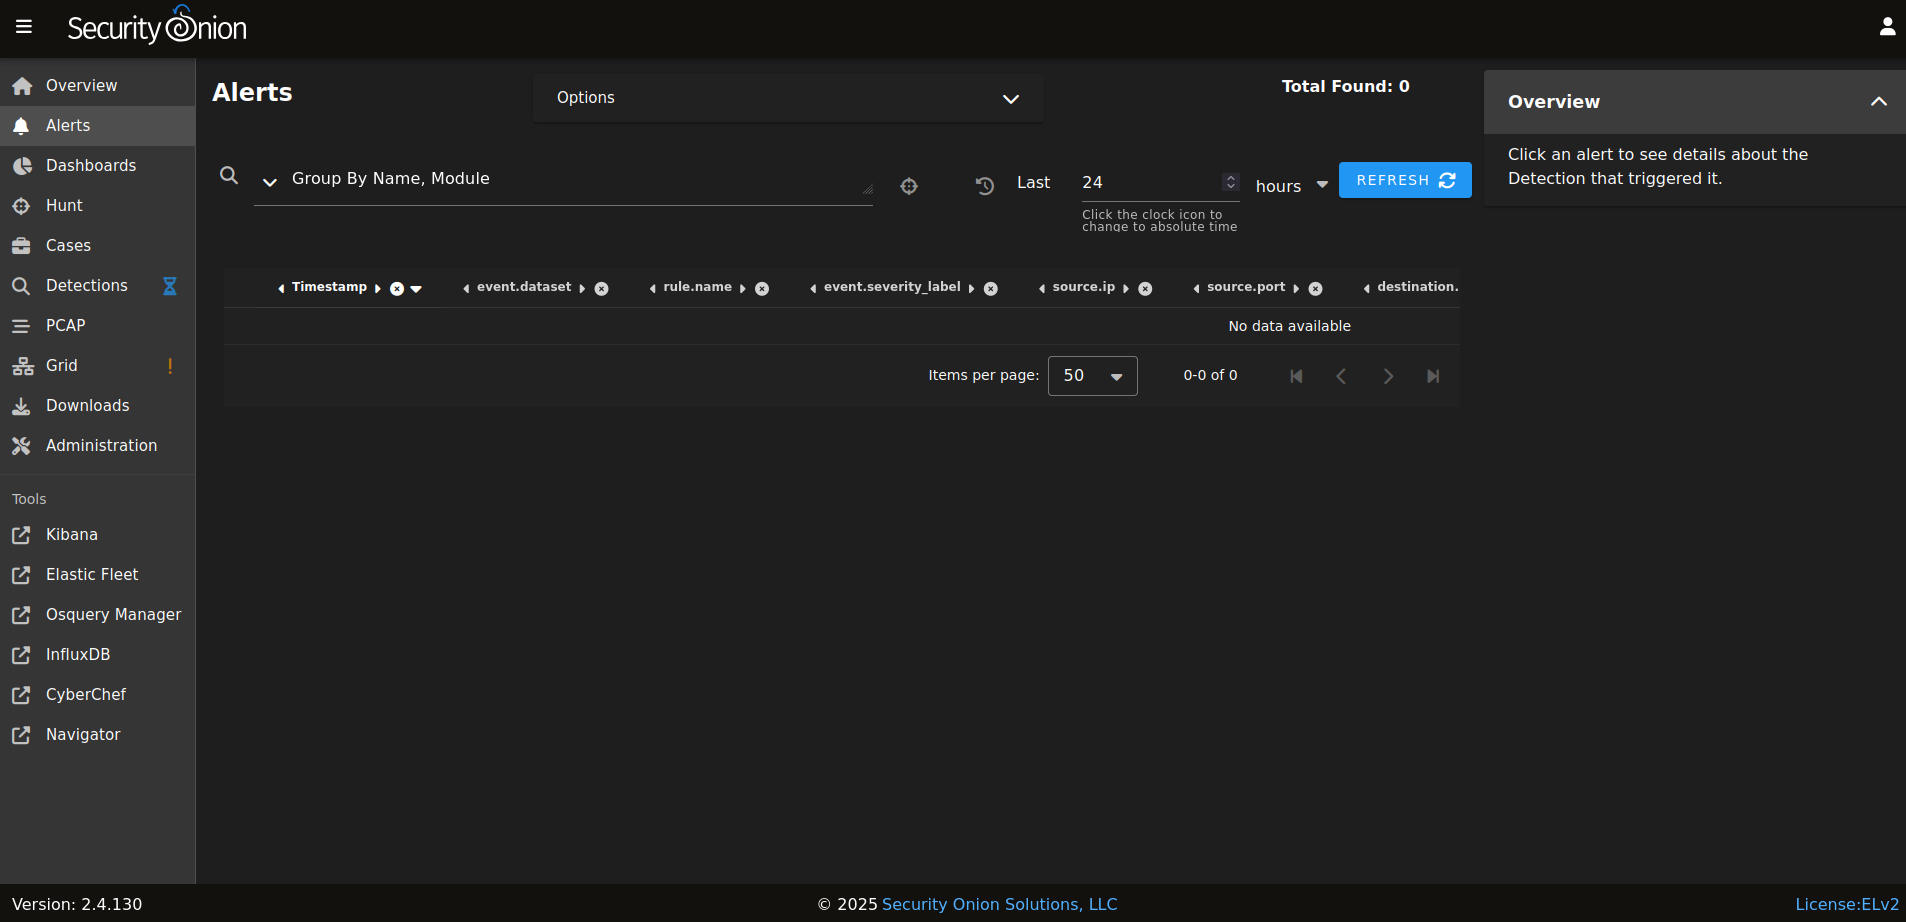 Security Onion
Overview
Alerts
Dashboards
Hunt
Cases
Detections
PCAP
Grid
Downloads
Administration
Tools
Kibana
Elastic Fleet
Osquery Manager
InfluxDB
CyberChef
Navigator
Alerts
Options
Total Found: 0
Group By Name, Module
Last
24
hours
REFRESH
Click the clock icon to
change to absolute time
Timestamp
event.dataset
rule.name
event.severity_label
source.ip
source.port
destination.
No data available
Items per page:
50
0-0 of 0
Overview
Click an alert to see details about the
Detection that triggered it.
Version: 2.4.130
© 2025 Security Onion Solutions, LLC
License:ELv2